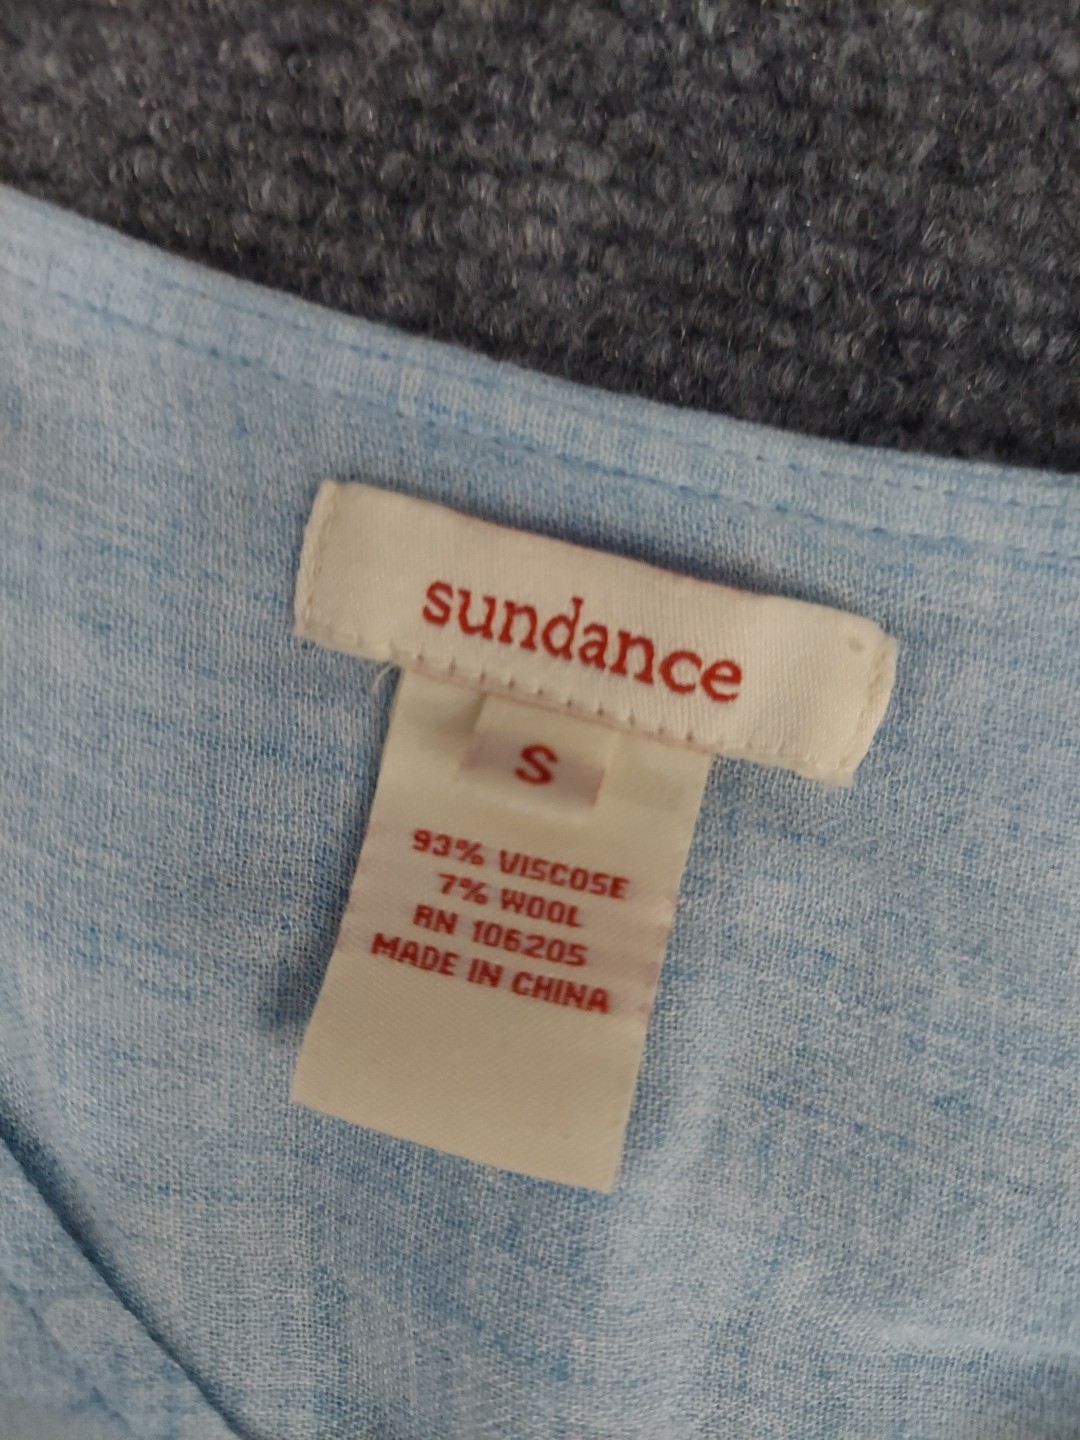 sundance
S
93% VISCOSE
7% WOOL
RN 106205
MADE IN CHINA